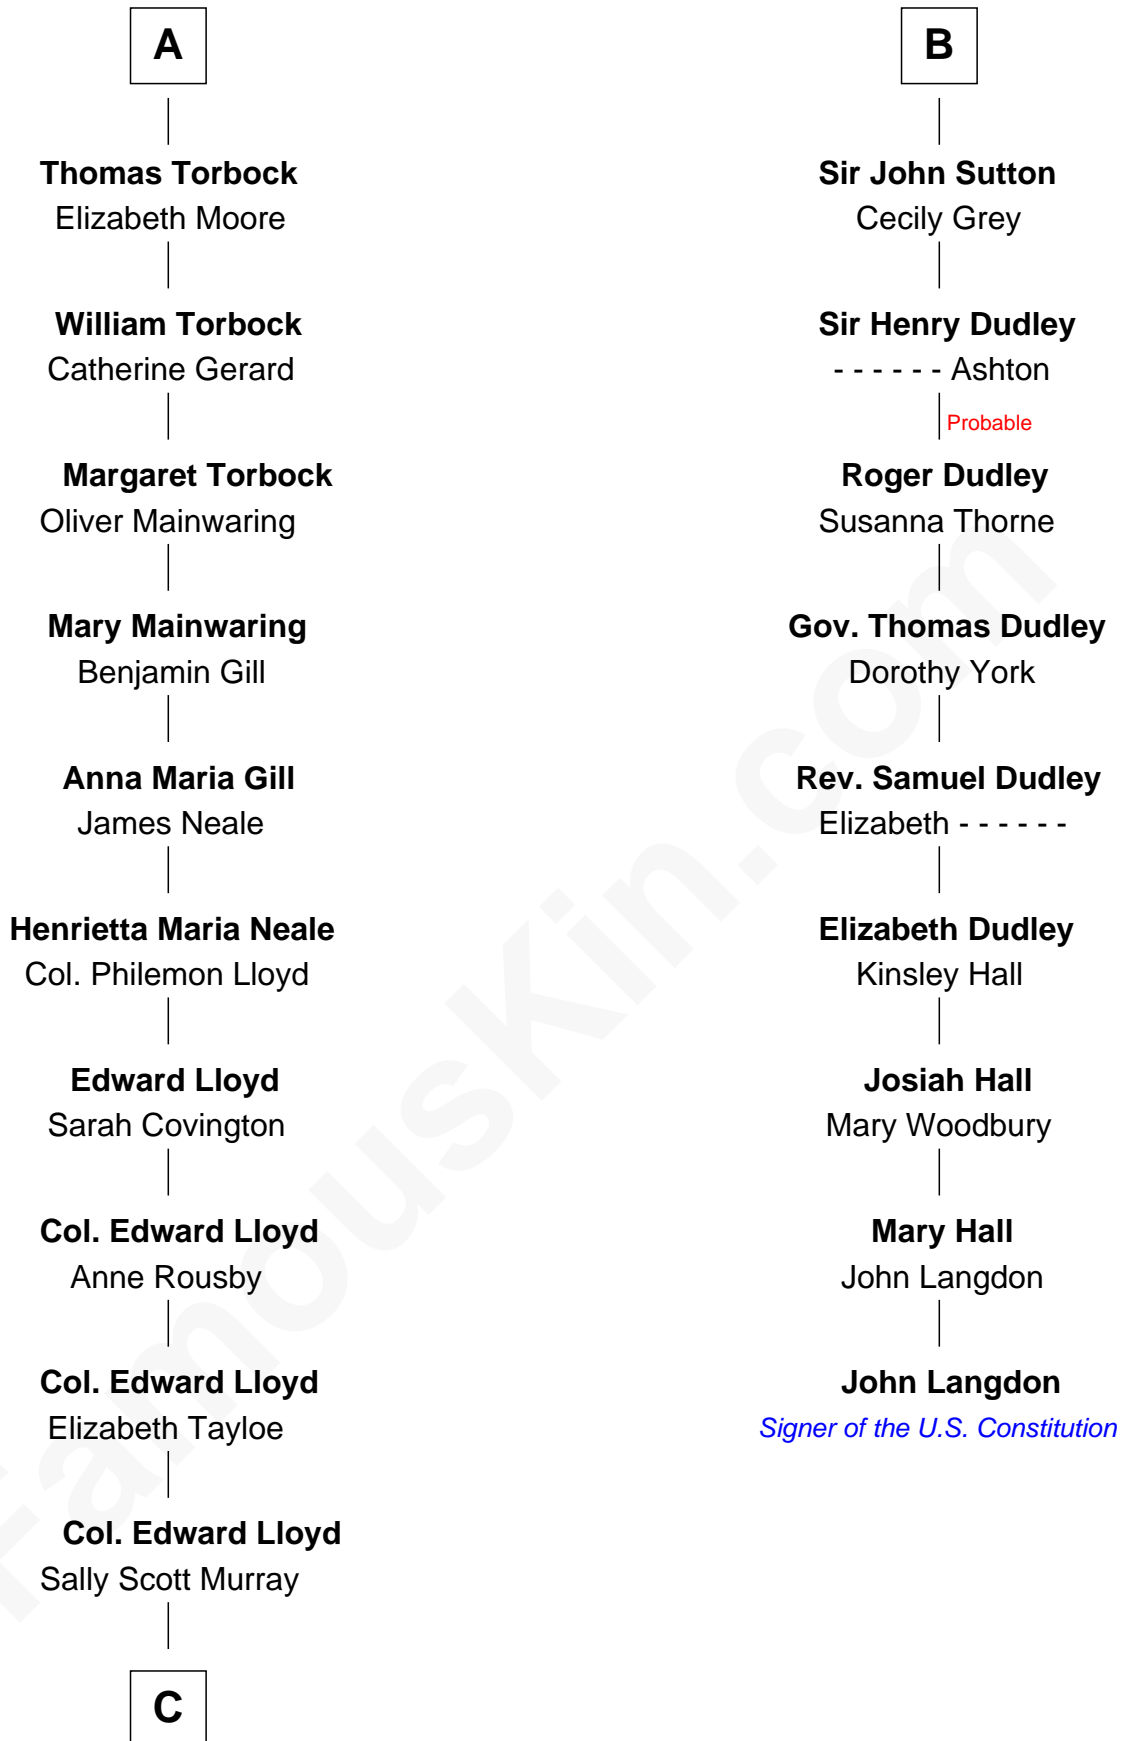 A
Thomas Torbock
Elizabeth Moore
William Torbock
Catherine Gerard
Margaret Torbock
Oliver Mainwaring
Mary Mainwaring
Benjamin Gill
Anna Maria Gill
James Neale
Henrietta Maria Neale
Col. Philemon Lloyd
Edward Lloyd
Sarah Covington
Col. Edward Lloyd
Anne Rousby
Col. Edward Lloyd
Elizabeth Tayloe
Col. Edward Lloyd
Sally Scott Murray
C
B
Sir John Sutton
Cecily Grey
Sir Henry Dudley
- - - - - - Ashton
Probable
Roger Dudley
Susanna Thorne
Gov. Thomas Dudley
Dorothy York
Rev. Samuel Dudley
Elizabeth - - - - - -
Elizabeth Dudley
Kinsley Hall
Josiah Hall
Mary Woodbury
Mary Hall
John Langdon
John Langdon
Signer of the U.S. Constitution
FamousKin.com